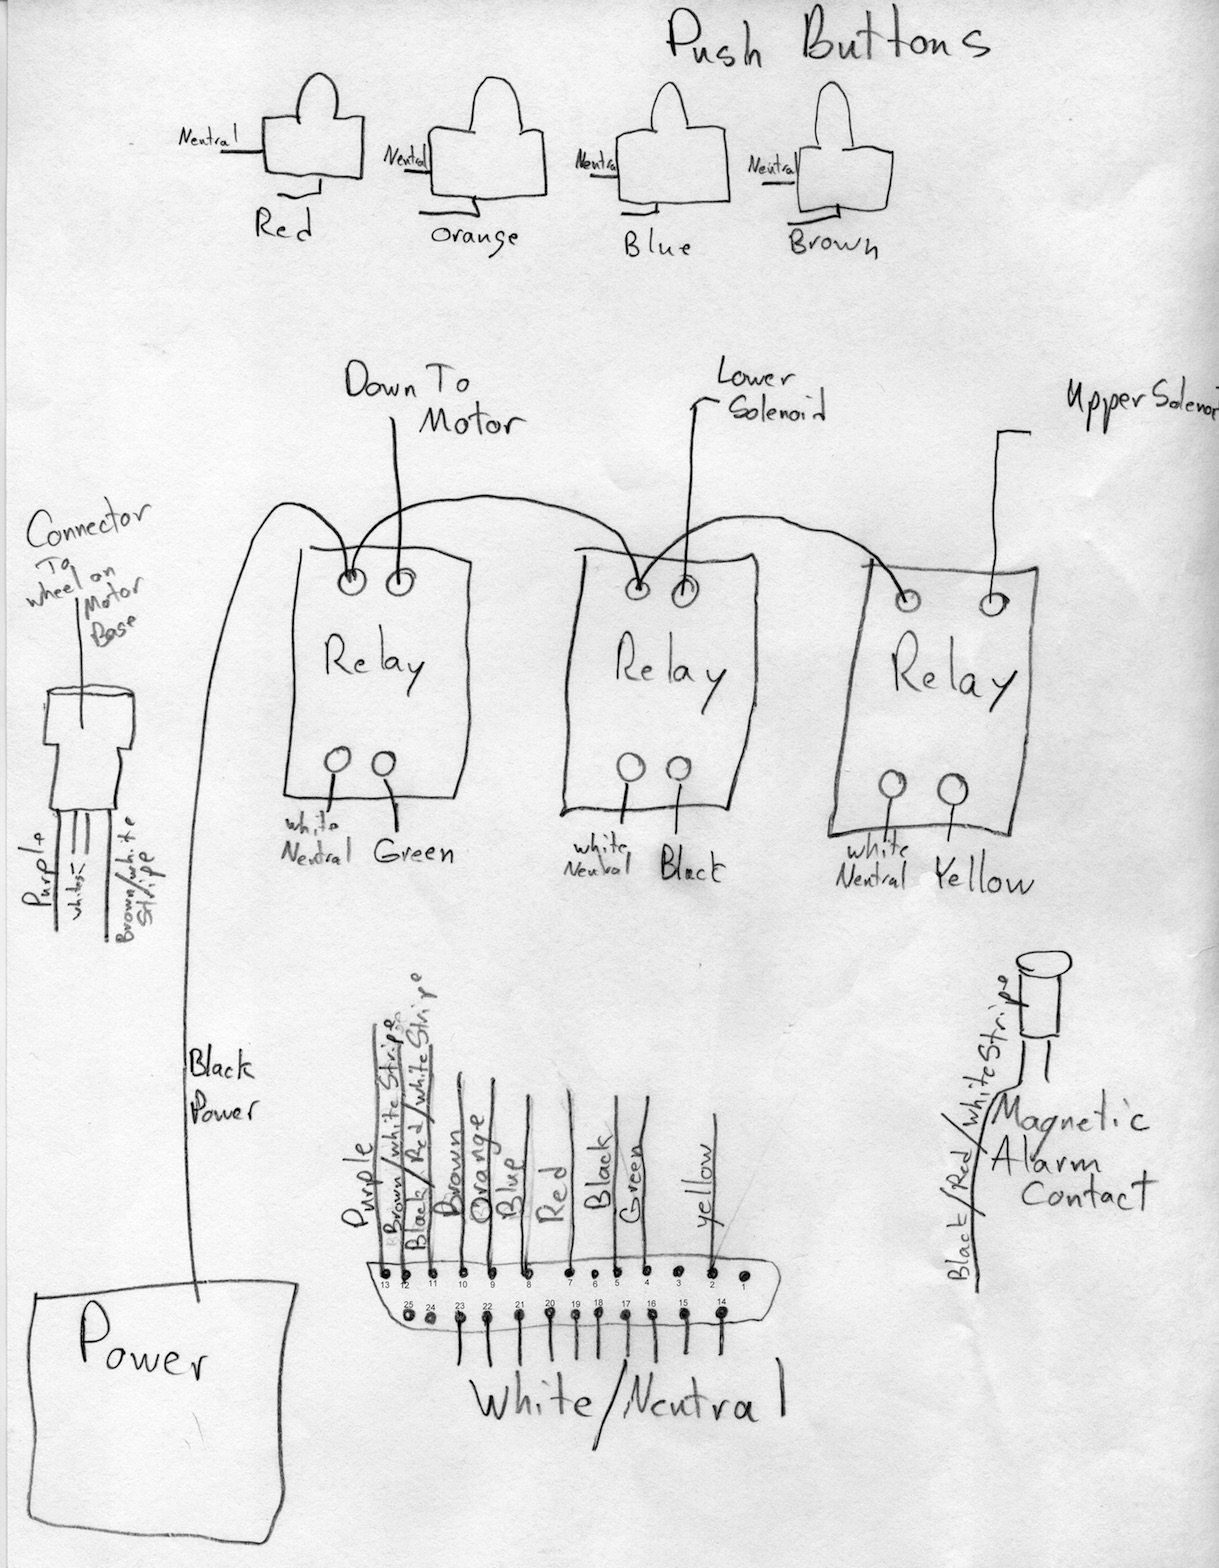 Push Buttons
Neutral
Neutral
Neutral
Neutral
Red
Orange
Blue
Brown
Down To
Motor
Lower
Solenoid
Upper Solenoi
Connector
To
wheel on
Motor
Base
Relay
Relay
Relay
Purple
whites
Brown/white
Stripe
white
Neutral
Green
white
Neutral
Black
white
Neutral
Yellow
Black
Power
Purple
Brown/white Stripe
Black/Red/white Stripe
Brown
Orange
Blue
Red
Black
Green
yellow
13 12 11 10 9 8 7 6 5 4 3 2 1
25 24 23 22 21 20 19 18 17 16 15 14
White/Neutral
Black/Red/white Stripe
Magnetic
Alarm
Contact
Power